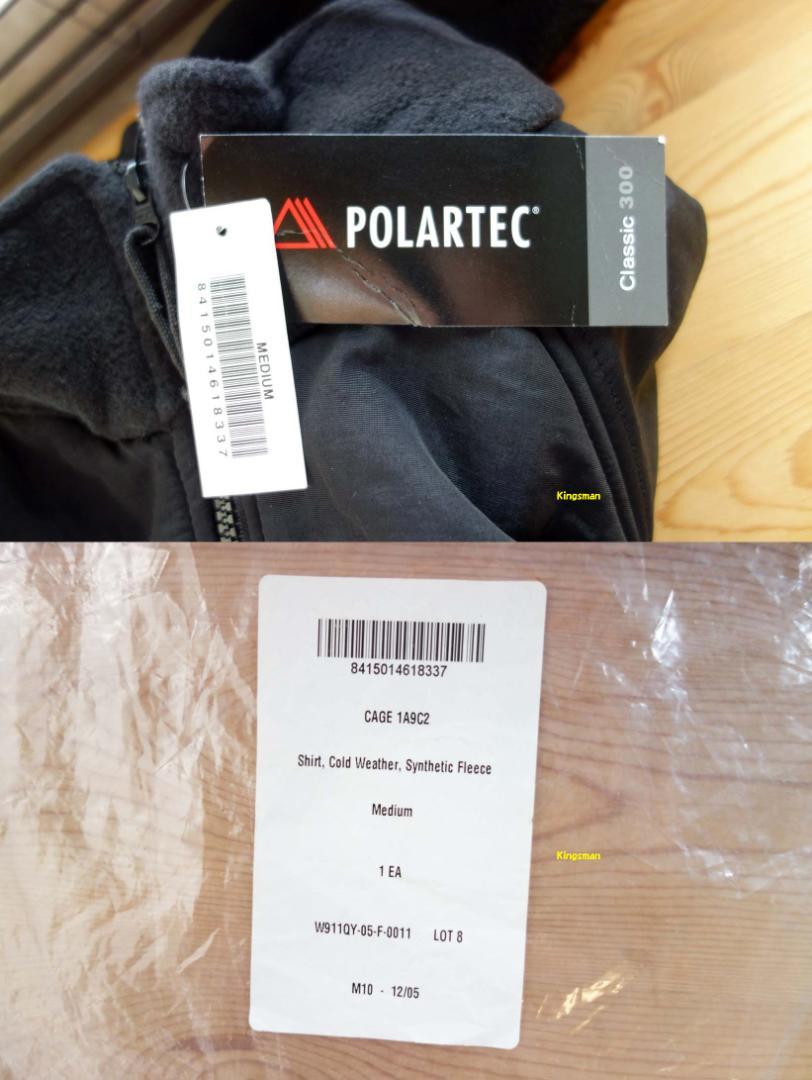 POLARTEC®
Classic 300
MEDIUM
8415014618337
Kingsman
8415014618337
CAGE 1A9C2
Shirt, Cold Weather, Synthetic Fleece
Medium
1 EA
W911QY-05-F-0011 LOT 8
M10 - 12/05
Kingsman